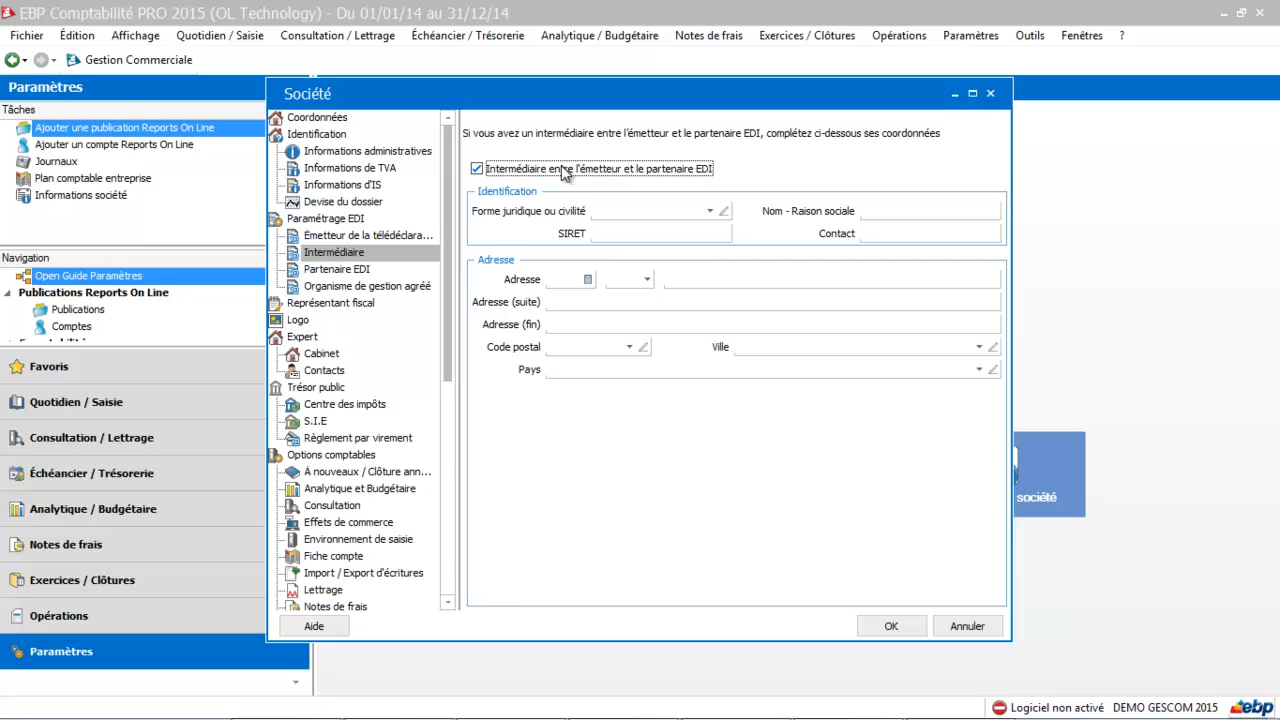 EBP Comptabilité PRO 2015 (OL Technology) - Du 01/01/14 au 31/12/14
Fichier Édition Affichage Quotidien / Saisie Consultation / Lettrage Échéancier / Trésorerie Analytique / Budgétaire Notes de frais Exercices / Clôtures Opérations Paramètres Outils Fenêtres ?
Gestion Commerciale
Paramètres
Tâches
Ajouter une publication Reports On Line
Ajouter un compte Reports On Line
Journaux
Plan comptable entreprise
Informations société
Navigation
Open Guide Paramètres
Publications Reports On Line
Publications
Comptes
Favoris
Quotidien / Saisie
Consultation / Lettrage
Échéancier / Trésorerie
Analytique / Budgétaire
Notes de frais
Exercices / Clôtures
Opérations
Paramètres
Société
Coordonnées
Identification
Informations administratives
Informations de TVA
Informations d'IS
Devise du dossier
Paramétrage EDI
Émetteur de la télédéclara...
Intermédiaire
Partenaire EDI
Organisme de gestion agréé
Représentant fiscal
Logo
Expert
Cabinet
Contacts
Trésor public
Centre des impôts
S.I.E
Règlement par virement
Options comptables
À nouveaux / Clôture ann...
Analytique et Budgétaire
Consultation
Effets de commerce
Environnement de saisie
Fiche compte
Import / Export d'écritures
Lettrage
Notes de frais
Si vous avez un intermédiaire entre l'émetteur et le partenaire EDI, complétez ci-dessous ses coordonnées
Intermédiaire entre l'émetteur et le partenaire EDI
Identification
Forme juridique ou civilité Nom - Raison sociale
SIRET Contact
Adresse
Adresse
Adresse (suite)
Adresse (fin)
Code postal Ville
Pays
Aide OK Annuler
société
Logiciel non activé DEMO GESCOM 2015 ebp